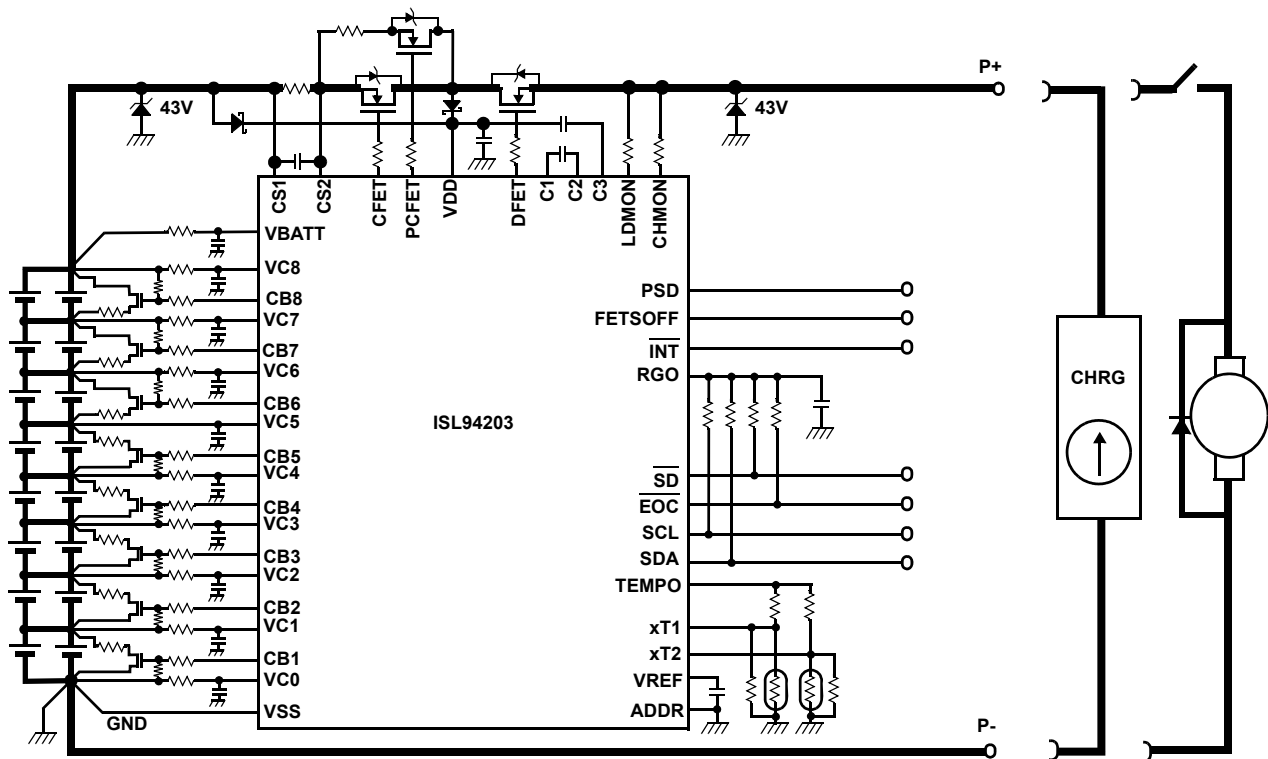 P+
43V
43V
CS1
CS2
CFET
PCFET
VDD
DFET
C1
C2
C3
LDMON
CHMON
VBATT
VC8
CB8
VC7
CB7
VC6
CB6
VC5
CB5
VC4
CB4
VC3
CB3
VC2
CB2
VC1
CB1
VC0
VSS
GND
ISL94203
PSD
FETSOFF
INT
RGO
SD
EOC
SCL
SDA
TEMPO
xT1
xT2
VREF
ADDR
CHRG
P-